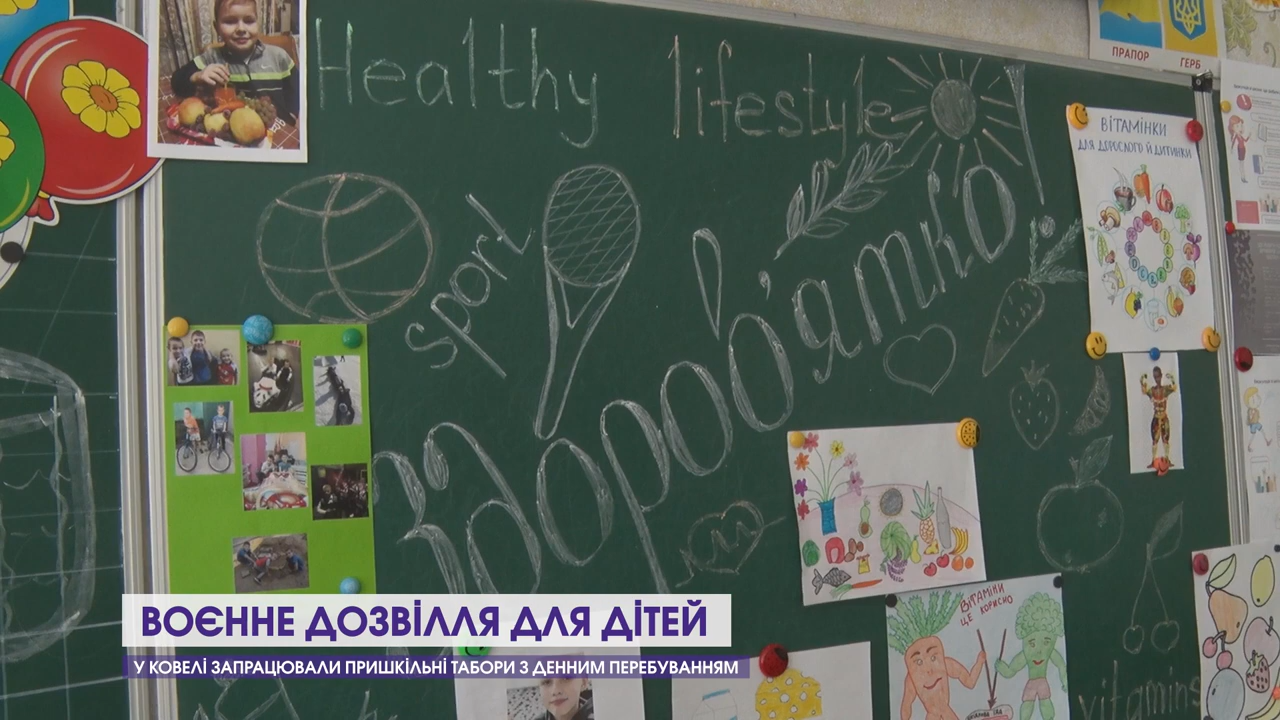 Healthy lifestyle!
ПРАПОР
ГЕРБ
ВІТАМІНКИ
ДЛЯ ДОРОСЛОГО Й ДИТИНКИ
sport
Здоров'ятко!
ВІТАМІНИ
ЦЕ КОРИСНО
vitamins
ВОЄННЕ ДОЗВІЛЛЯ ДЛЯ ДІТЕЙ
У КОВЕЛІ ЗАПРАЦЮВАЛИ ПРИШКІЛЬНІ ТАБОРИ З ДЕННИМ ПЕРЕБУВАННЯМ